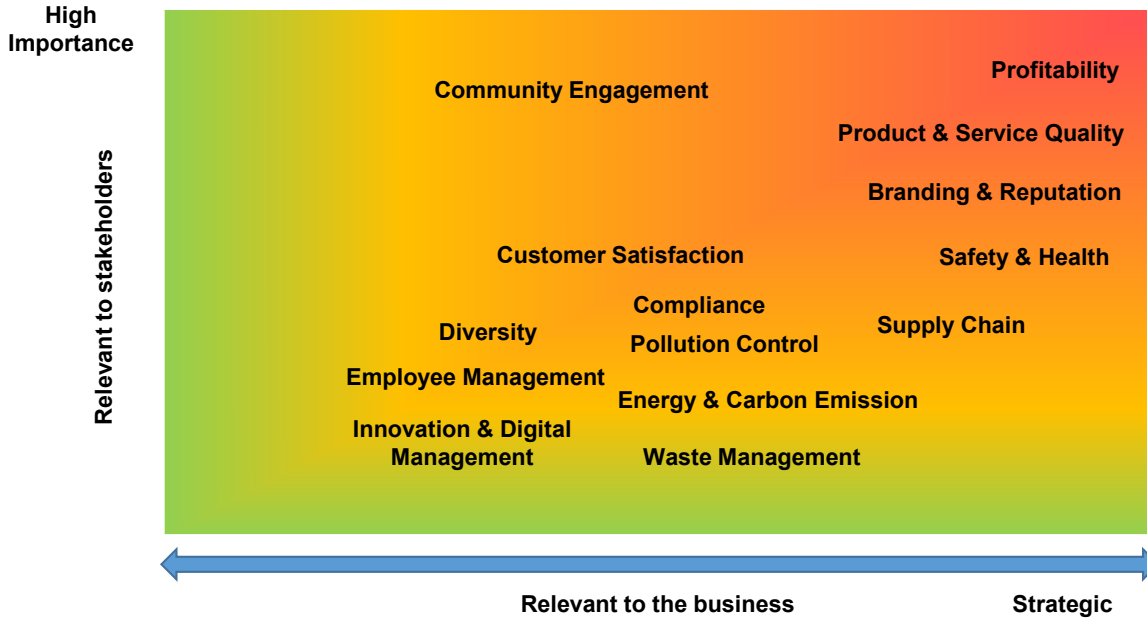 High
Importance
Profitability
Community Engagement
Product & Service Quality
Branding & Reputation
Relevant to stakeholders
Customer Satisfaction
Safety & Health
Compliance
Supply Chain
Diversity
Pollution Control
Employee Management
Energy & Carbon Emission
Innovation & Digital
Management
Waste Management
Relevant to the business
Strategic